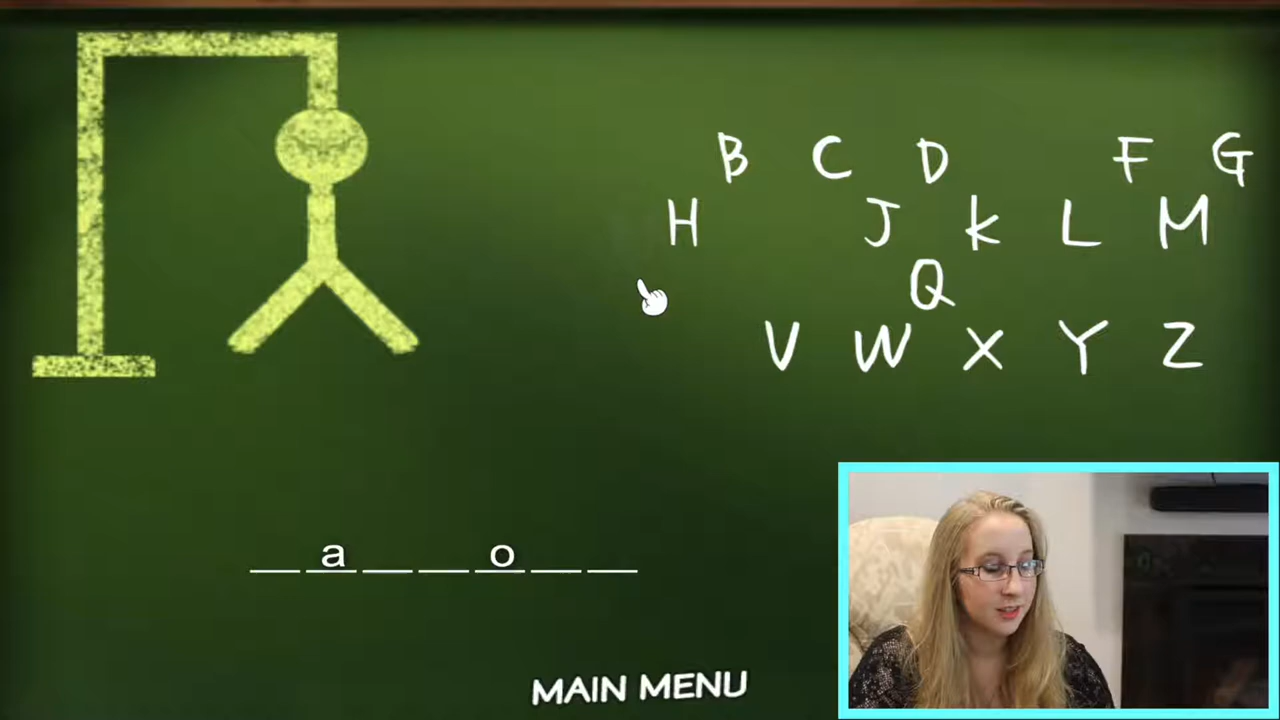 B C D F G
H J K L M
Q
V W X Y Z
_ a _ _ o _ _
MAIN MENU